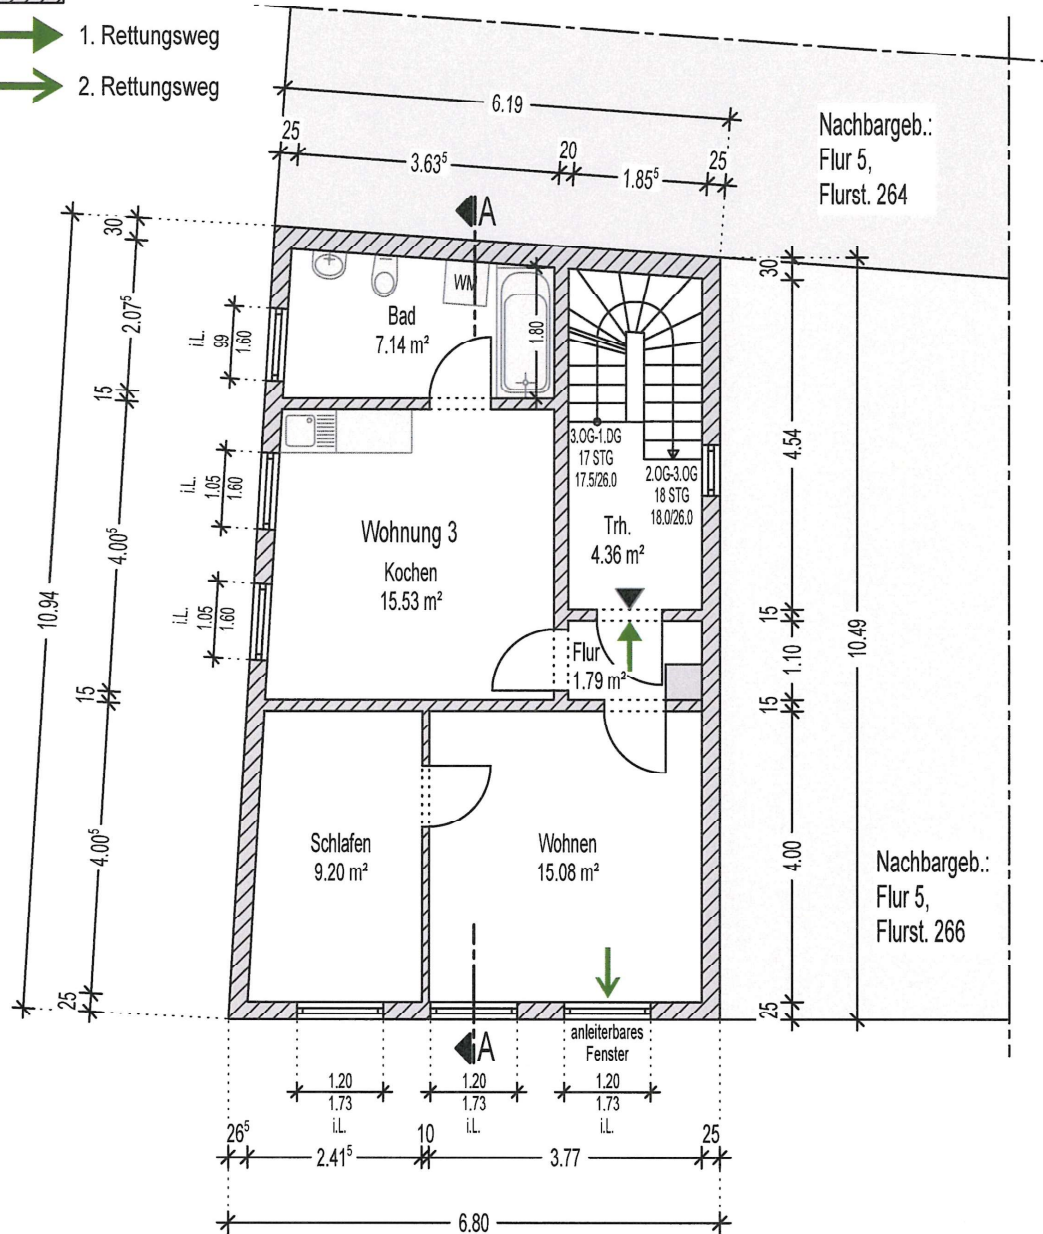 1. Rettungsweg
2. Rettungsweg
6.19
25
3.63⁵
20
1.85⁵
25
Nachbargeb.:
Flur 5,
Flurst. 264
A
30
2.07⁵
15
4.00⁵
15
4.00⁵
25
10.94
i.L.
99
1.60
i.L.
1.05
1.60
i.L.
1.05
1.60
WM
Bad
7.14 m²
1.80
3.OG-1.DG
17 STG
17.5/26.0
2.OG-3.OG
18 STG
18.0/26.0
Trh.
4.36 m²
Wohnung 3
Kochen
15.53 m²
Flur
1.79 m²
Schlafen
9.20 m²
Wohnen
15.08 m²
30
4.54
15
1.10
15
4.00
25
10.49
Nachbargeb.:
Flur 5,
Flurst. 266
anleiterbares
Fenster
A
1.20
1.73
i.L.
1.20
1.73
1.20
1.73
i.L.
26⁵
2.41⁵
10
3.77
25
6.80